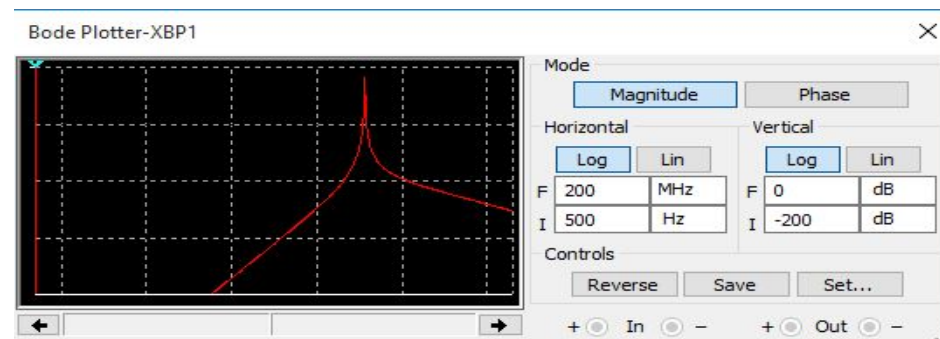 Bode Plotter-XBP1
Mode
Magnitude Phase
Horizontal Vertical
Log Lin Log Lin
F 200 MHz F 0 dB
I 500 Hz I -200 dB
Controls
Reverse Save Set...
+ In - + Out -